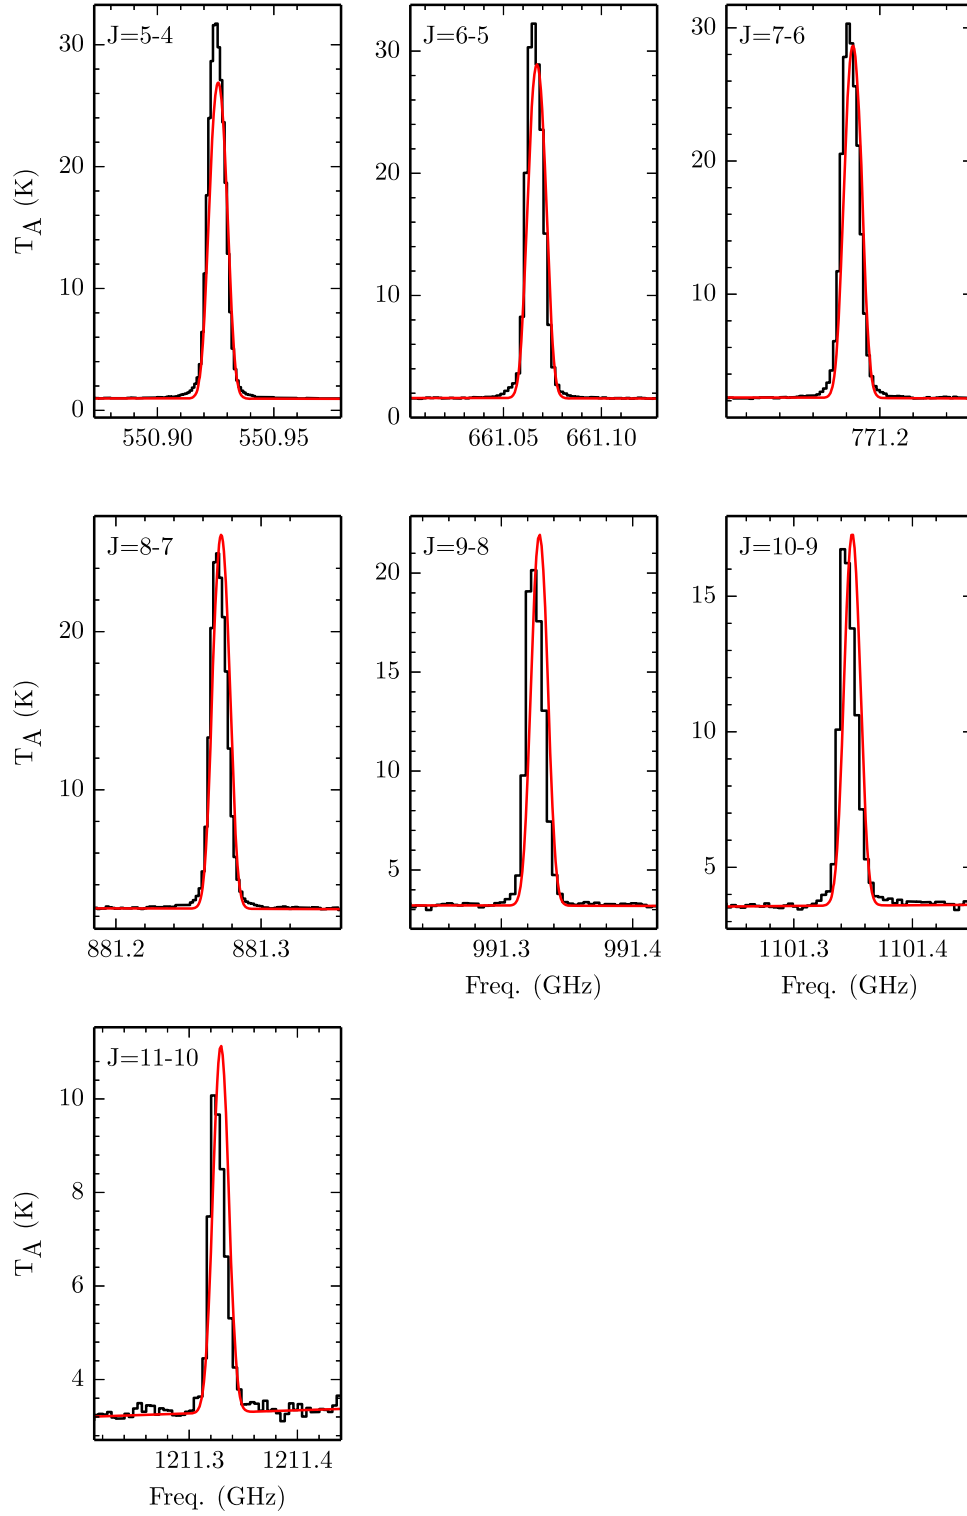 J=5-4
30
20
10
0
T_A (K)
550.90 550.95
J=6-5
30
20
10
0
661.05 661.10
J=7-6
30
20
10
771.2
J=8-7
20
10
T_A (K)
881.2 881.3
J=9-8
20
15
10
5
991.3 991.4
Freq. (GHz)
J=10-9
15
10
5
1101.3 1101.4
Freq. (GHz)
J=11-10
10
8
6
4
T_A (K)
1211.3 1211.4
Freq. (GHz)